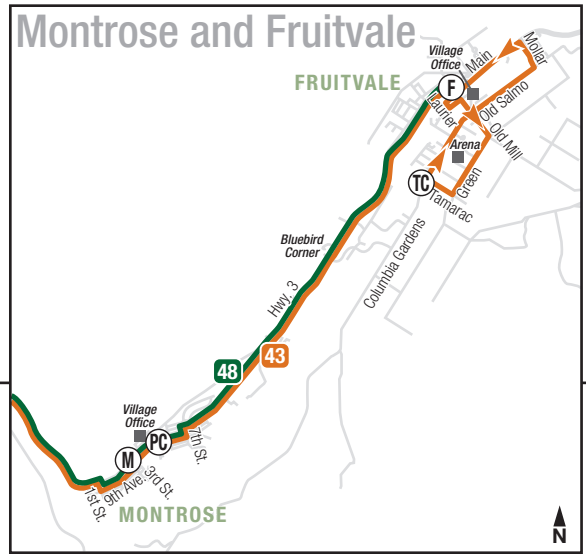 Montrose and Fruitvale
Village
Office
Main
Mollar
FRUITVALE
F
Laurier
Old Salmo
Old Mill
Arena
TC
Green
Tamarac
Bluebird
Corner
Columbia Gardens
Hwy. 3
48
43
Village
Office
PC
7th St.
M
3rd St.
9th Ave.
1st St.
MONTROSE
N